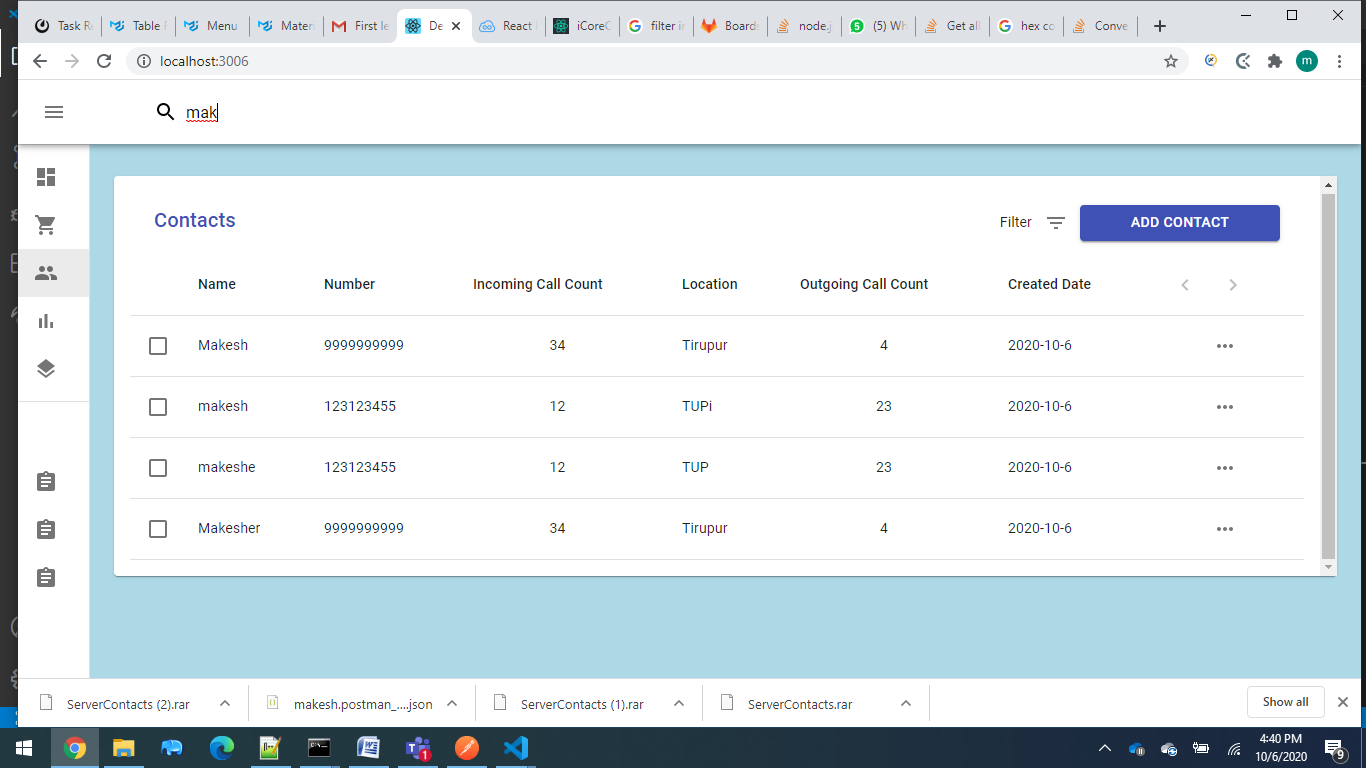 Task Re
Table F
Menu
Materi
First le
De
React
iCoreC
filter in
Boards
node.j
(5) Wh
Get all
hex co
Conve
localhost:3006
m
mak
Contacts
Filter
ADD CONTACT
Name Number Incoming Call Count Location Outgoing Call Count Created Date
Makesh 9999999999 34 Tirupur 4 2020-10-6
makesh 123123455 12 TUPi 23 2020-10-6
makeshe 123123455 12 TUP 23 2020-10-6
Makesher 9999999999 34 Tirupur 4 2020-10-6
ServerContacts (2).rar
makesh.postman_....json
ServerContacts (1).rar
ServerContacts.rar
Show all
1
4:40 PM
10/6/2020
9